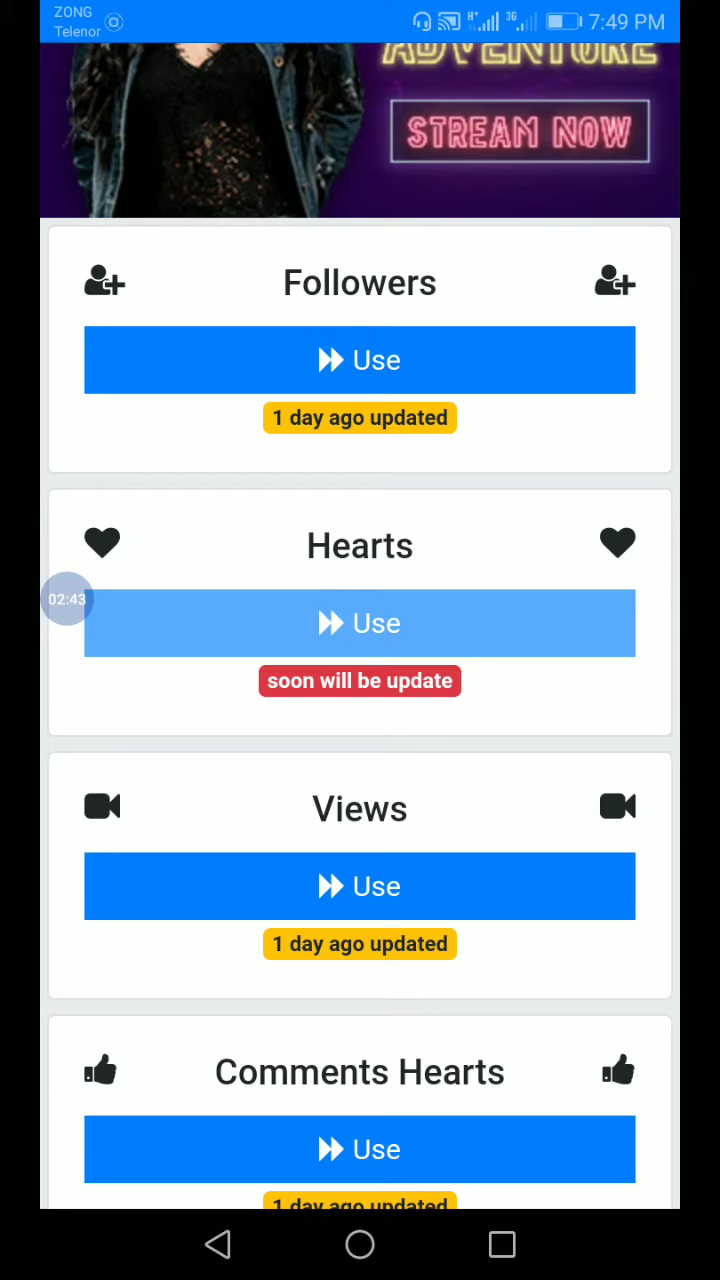 ZONG
Telenor
H+
3G
7:49 PM
ADVENTURE
STREAM NOW
Followers
Use
1 day ago updated
Hearts
02:43
Use
soon will be update
Views
Use
1 day ago updated
Comments Hearts
Use
1 day ago updated